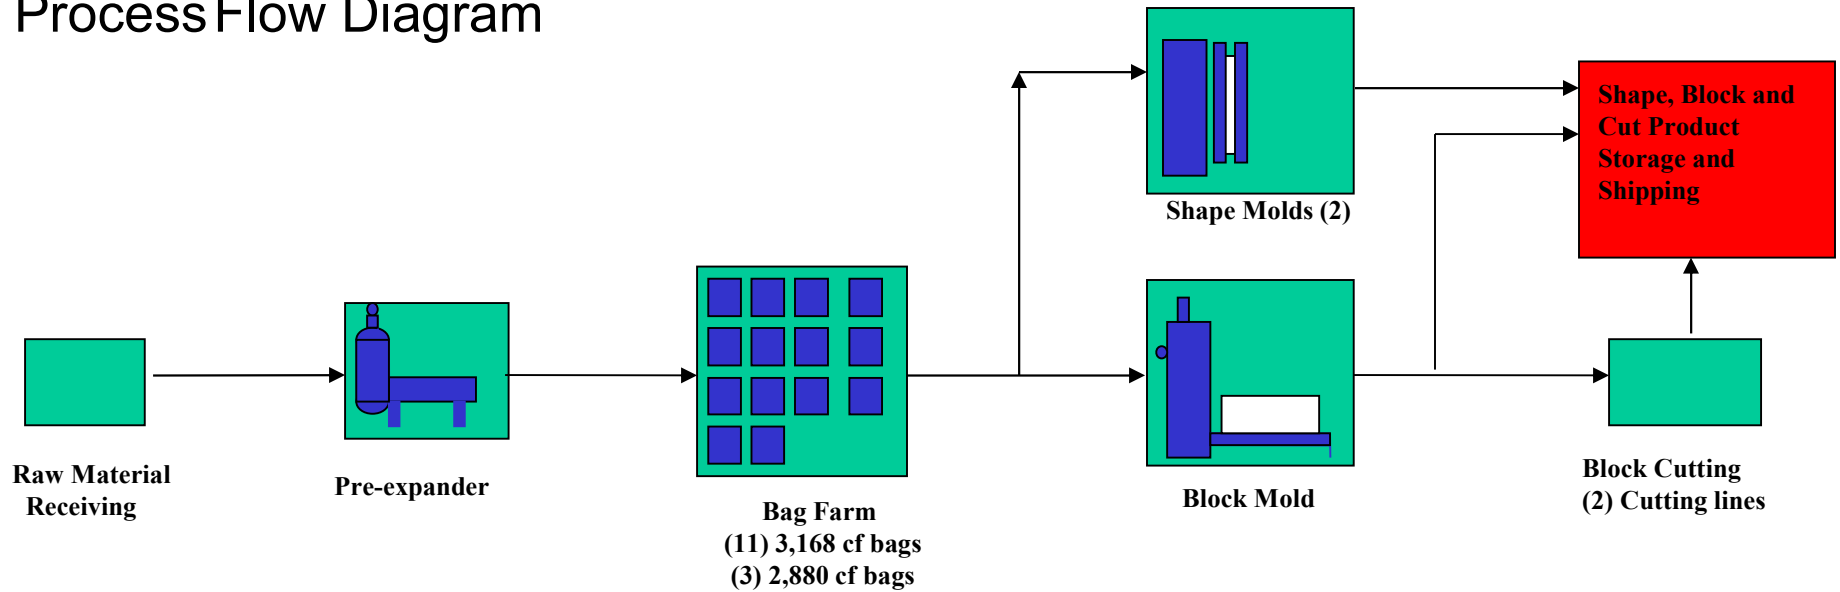 Process Flow Diagram
Shape, Block and
Cut Product
Storage and
Shipping
Shape Molds (2)
Raw Material
Receiving
Pre-expander
Bag Farm
(11) 3,168 cf bags
(3) 2,880 cf bags
Block Mold
Block Cutting
(2) Cutting lines